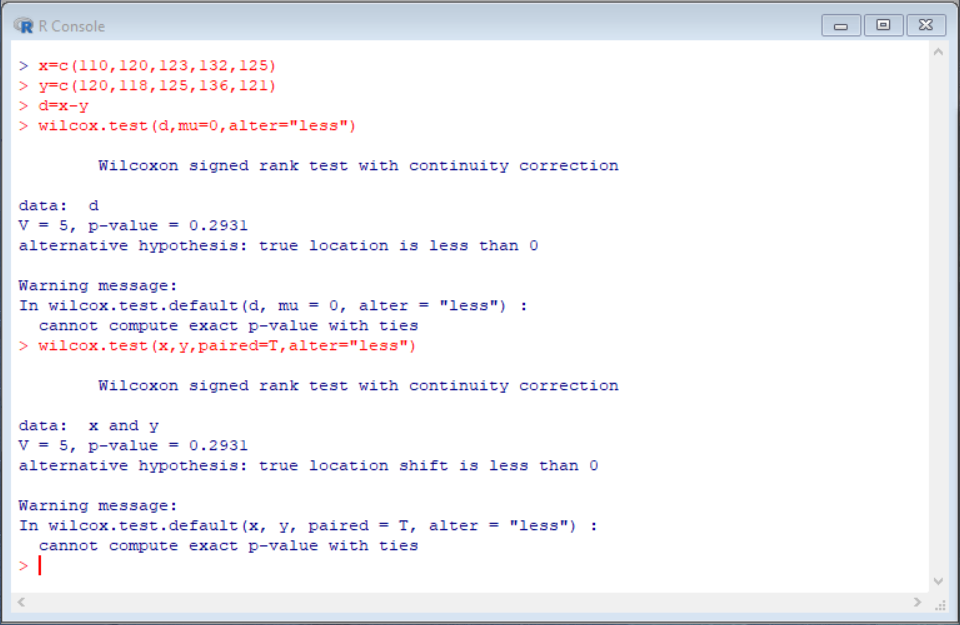 R Console
> x=c(110,120,123,132,125)
> y=c(120,118,125,136,121)
> d=x-y
> wilcox.test(d,mu=0,alter="less")
Wilcoxon signed rank test with continuity correction
data:  d
V = 5, p-value = 0.2931
alternative hypothesis: true location is less than 0
Warning message:
In wilcox.test.default(d, mu = 0, alter = "less") :
cannot compute exact p-value with ties
> wilcox.test(x,y,paired=T,alter="less")
Wilcoxon signed rank test with continuity correction
data:  x and y
V = 5, p-value = 0.2931
alternative hypothesis: true location shift is less than 0
Warning message:
In wilcox.test.default(x, y, paired = T, alter = "less") :
cannot compute exact p-value with ties
>